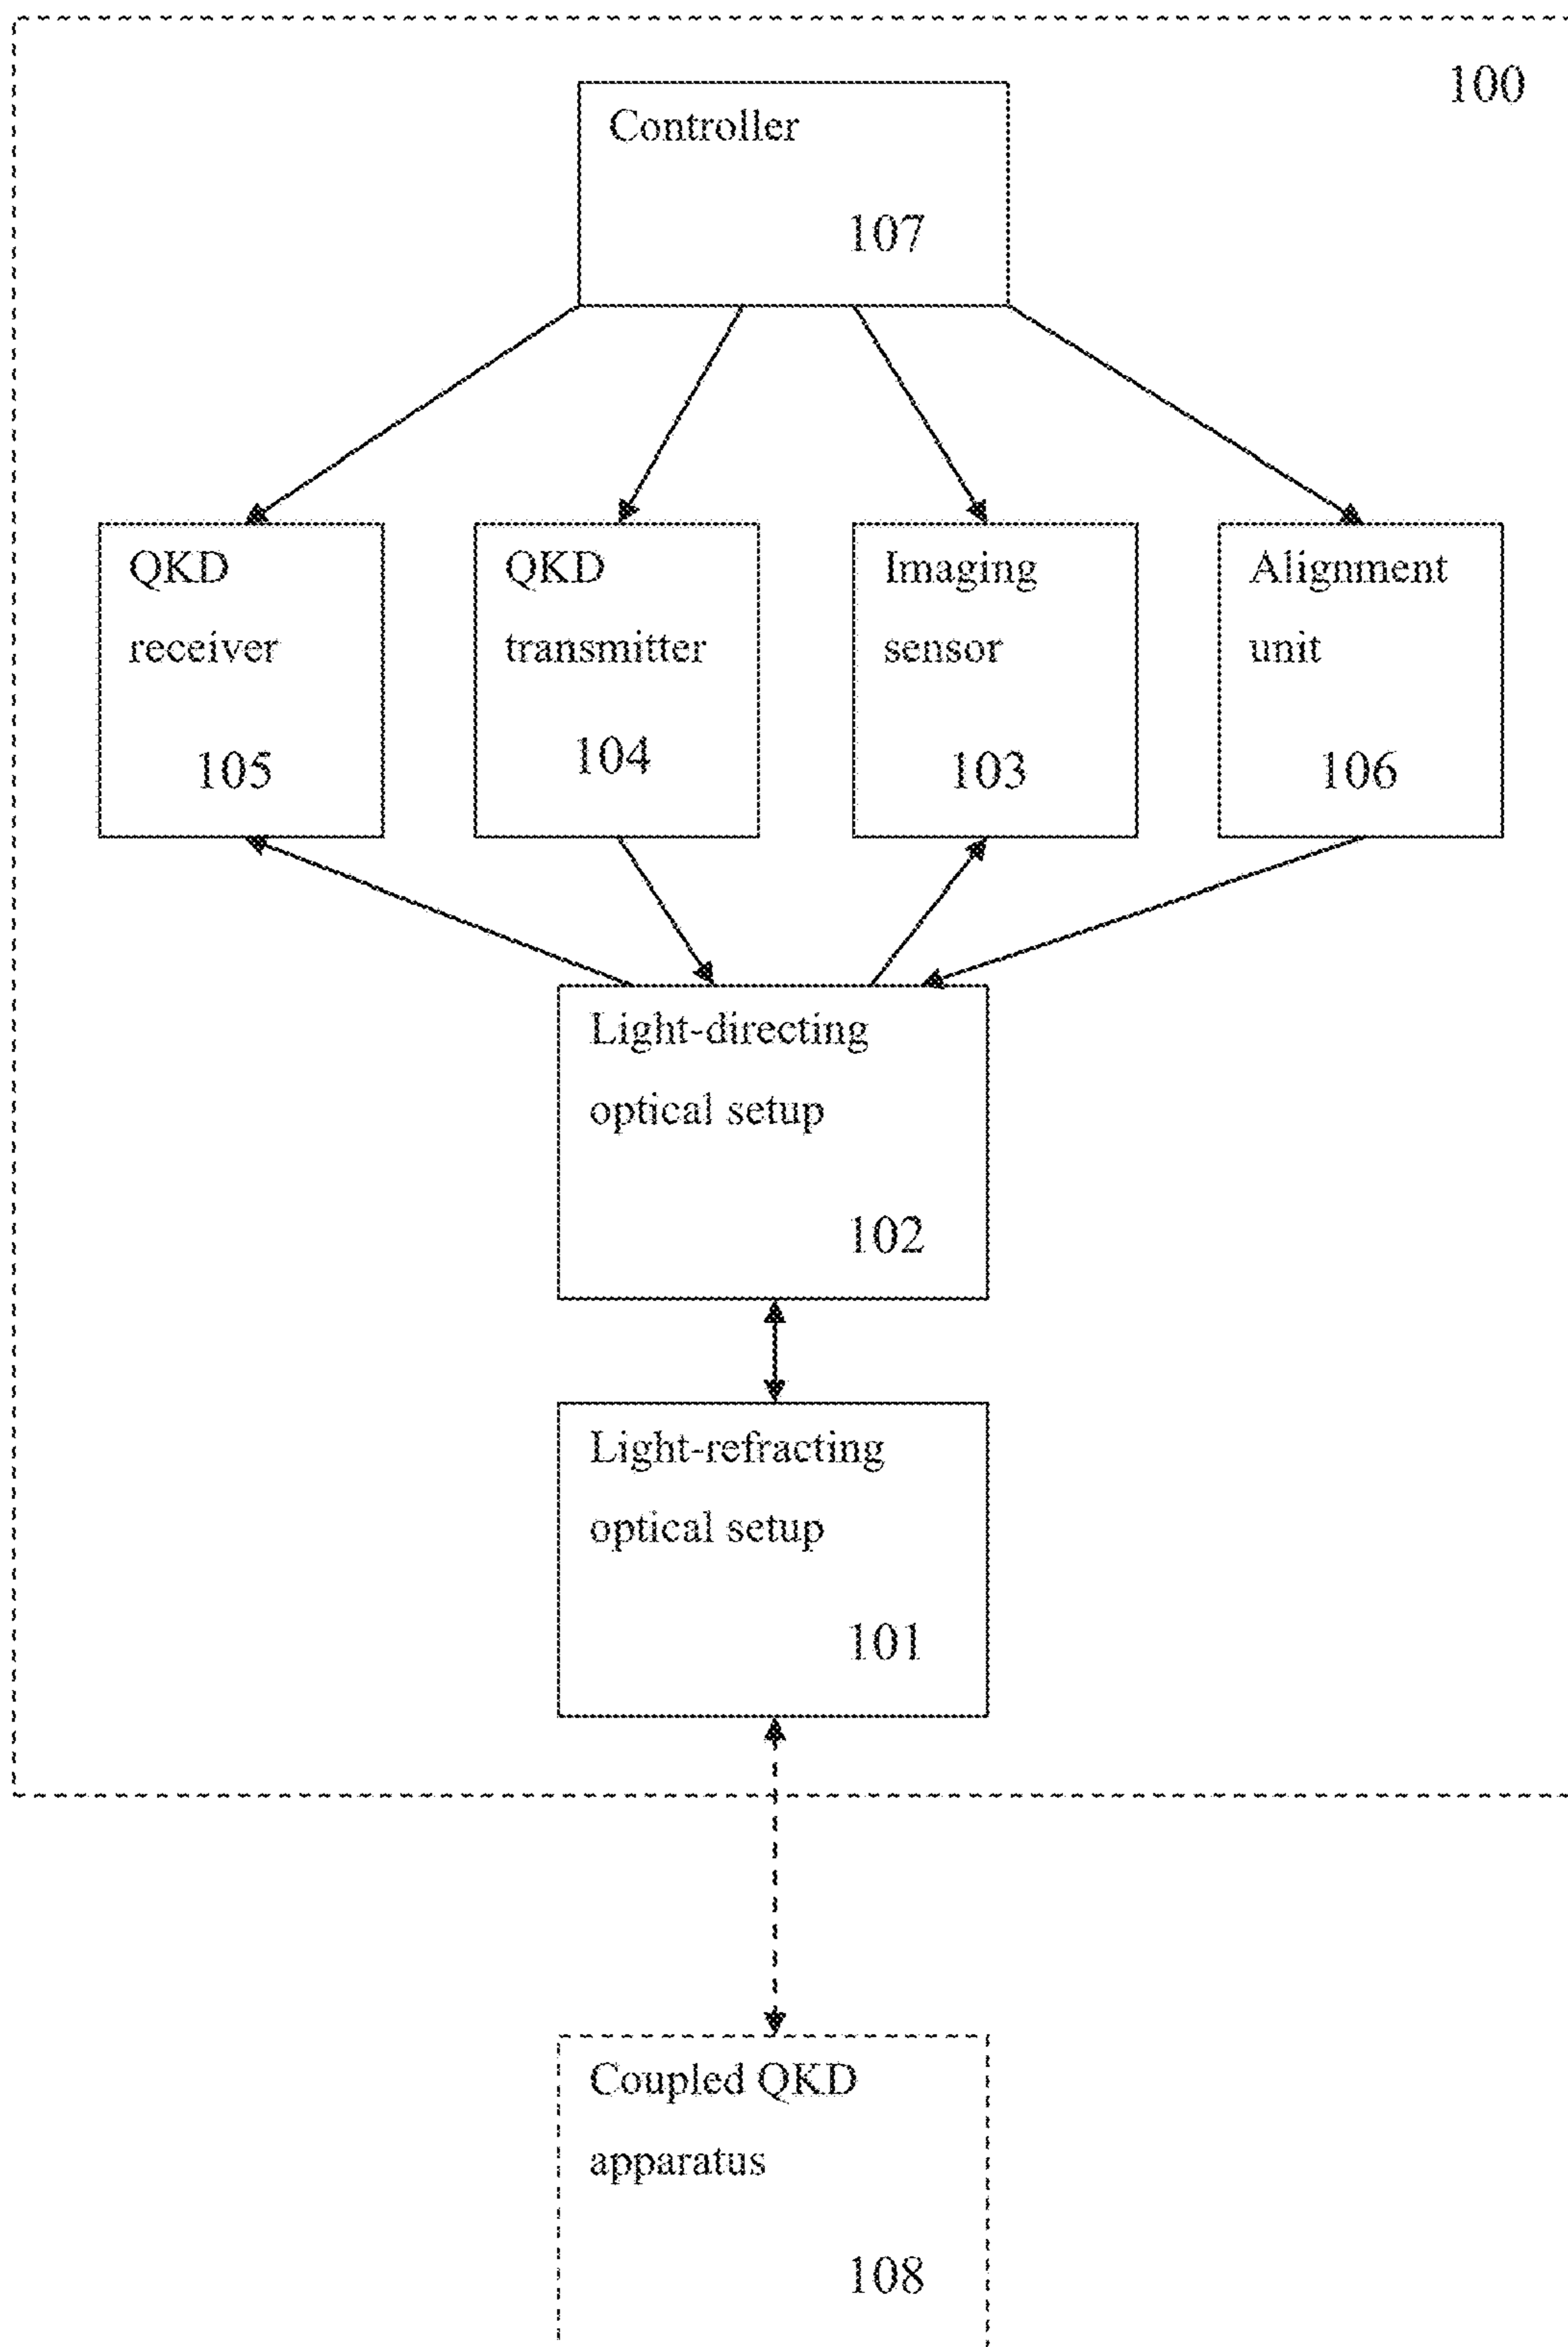 100
Controller
107
QKD
receiver
105
QKD
transmitter
104
Imaging
sensor
103
Alignment
unit
106
Light-directing
optical setup
102
Light-refracting
optical setup
101
Coupled QKD
apparatus
108